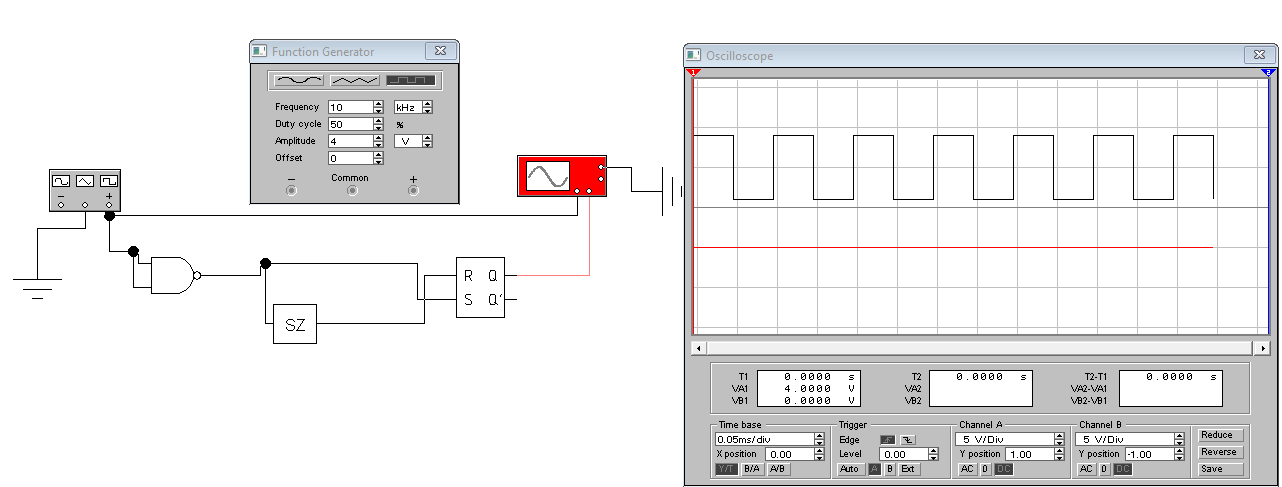 Function Generator
Frequency 10 kHz
Duty cycle 50 %
Amplitude 4 V
Offset 0
− Common +
− +
SZ
R Q
S Q'
Oscilloscope
1 2
T1 0.0000 s
VA1 4.0000 V
VB1 0.0000 V
T2 0.0000 s
VA2
VB2
T2-T1 0.0000 s
VA2-VA1
VB2-VB1
Time base
0.05ms/div
X position 0.00
Y/T B/A A/B
Trigger
Edge
Level 0.00
Auto A B Ext
Channel A
5 V/Div
Y position 1.00
AC 0 DC
Channel B
5 V/Div
Y position -1.00
AC 0 DC
Reduce
Reverse
Save